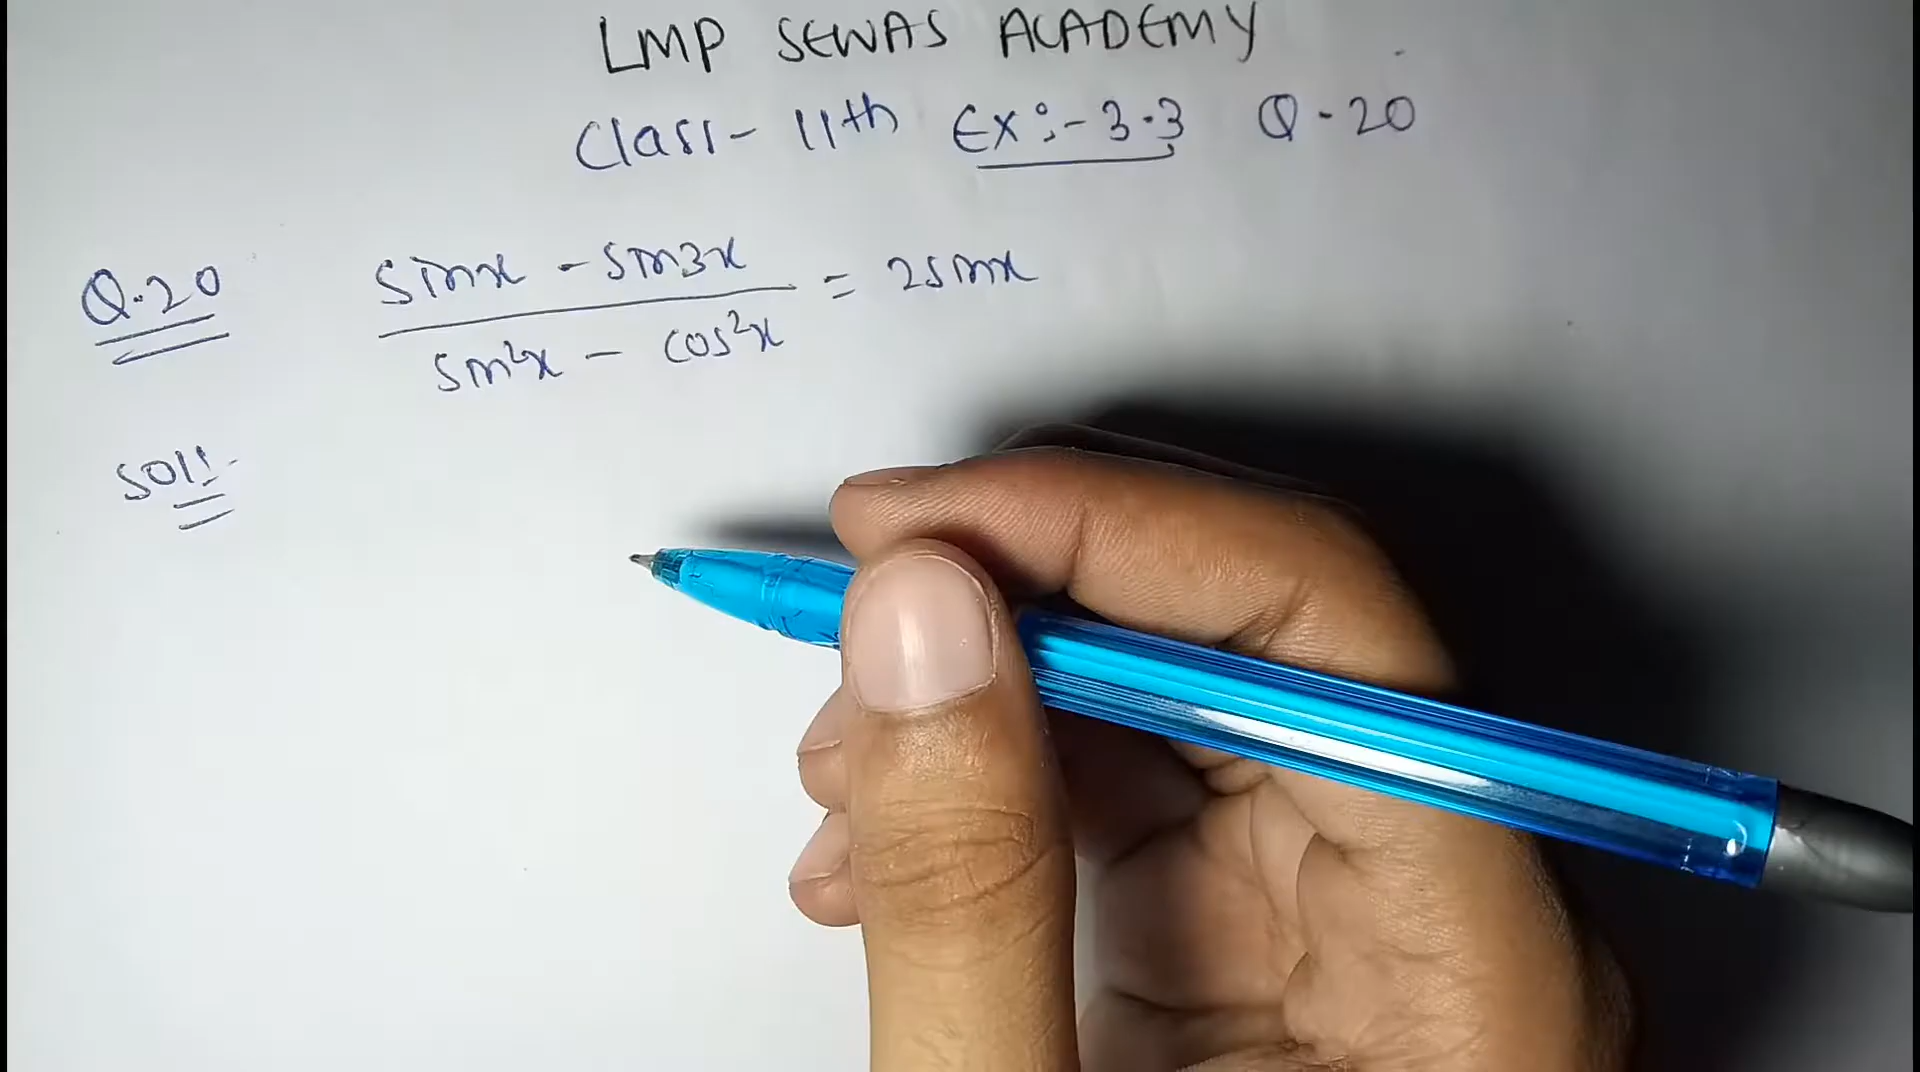 LMP SEWAS ACADEMY
Class- 11th Ex:-3.3 Q-20
Q.20 sinx - sin3x / sin²x - cos²x = 2sinx
Sol:-